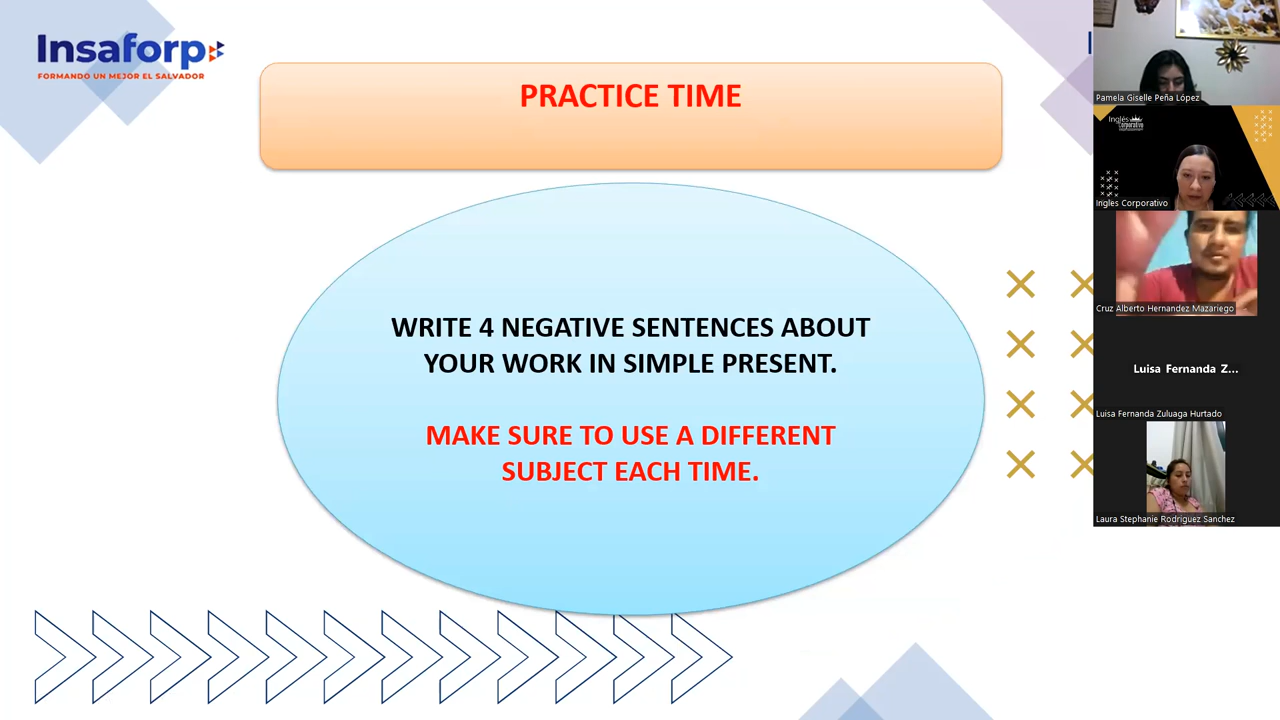 Insaforp
FORMANDO UN MEJOR EL SALVADOR
PRACTICE TIME
WRITE 4 NEGATIVE SENTENCES ABOUT
YOUR WORK IN SIMPLE PRESENT.
MAKE SURE TO USE A DIFFERENT
SUBJECT EACH TIME.
Pamela Giselle Peña López
Inglés
Corporativo
Ingles Corporativo
Cruz Alberto Hernandez Mazariego
Luisa Fernanda Z...
Luisa Fernanda Zuluaga Hurtado
Laura Stephanie Rodriguez Sanchez